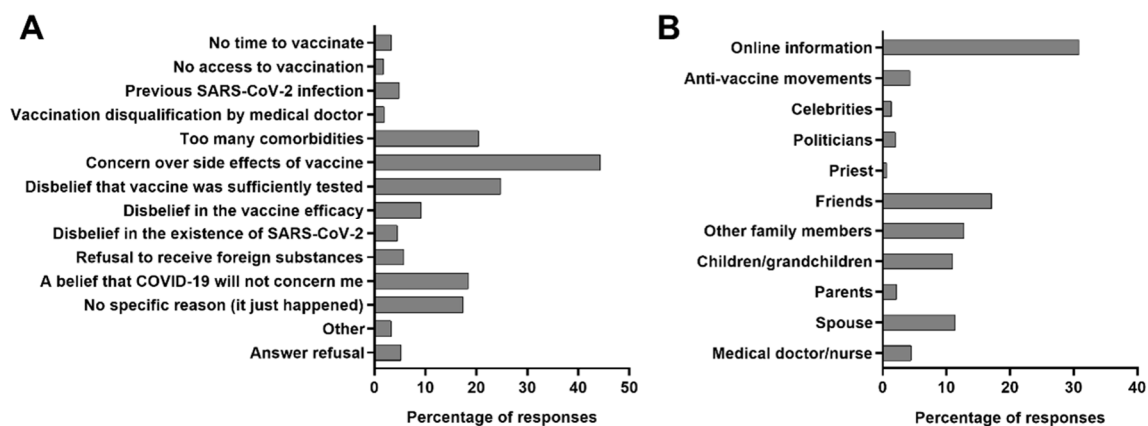 A
No time to vaccinate
No access to vaccination
Previous SARS-CoV-2 infection
Vaccination disqualification by medical doctor
Too many comorbidities
Concern over side effects of vaccine
Disbelief that vaccine was sufficiently tested
Disbelief in the vaccine efficacy
Disbelief in the existence of SARS-CoV-2
Refusal to receive foreign substances
A belief that COVID-19 will not concern me
No specific reason (it just happened)
Other
Answer refusal
0 10 20 30 40 50
Percentage of responses
B
Online information
Anti-vaccine movements
Celebrities
Politicians
Priest
Friends
Other family members
Children/grandchildren
Parents
Spouse
Medical doctor/nurse
0 10 20 30 40
Percentage of responses